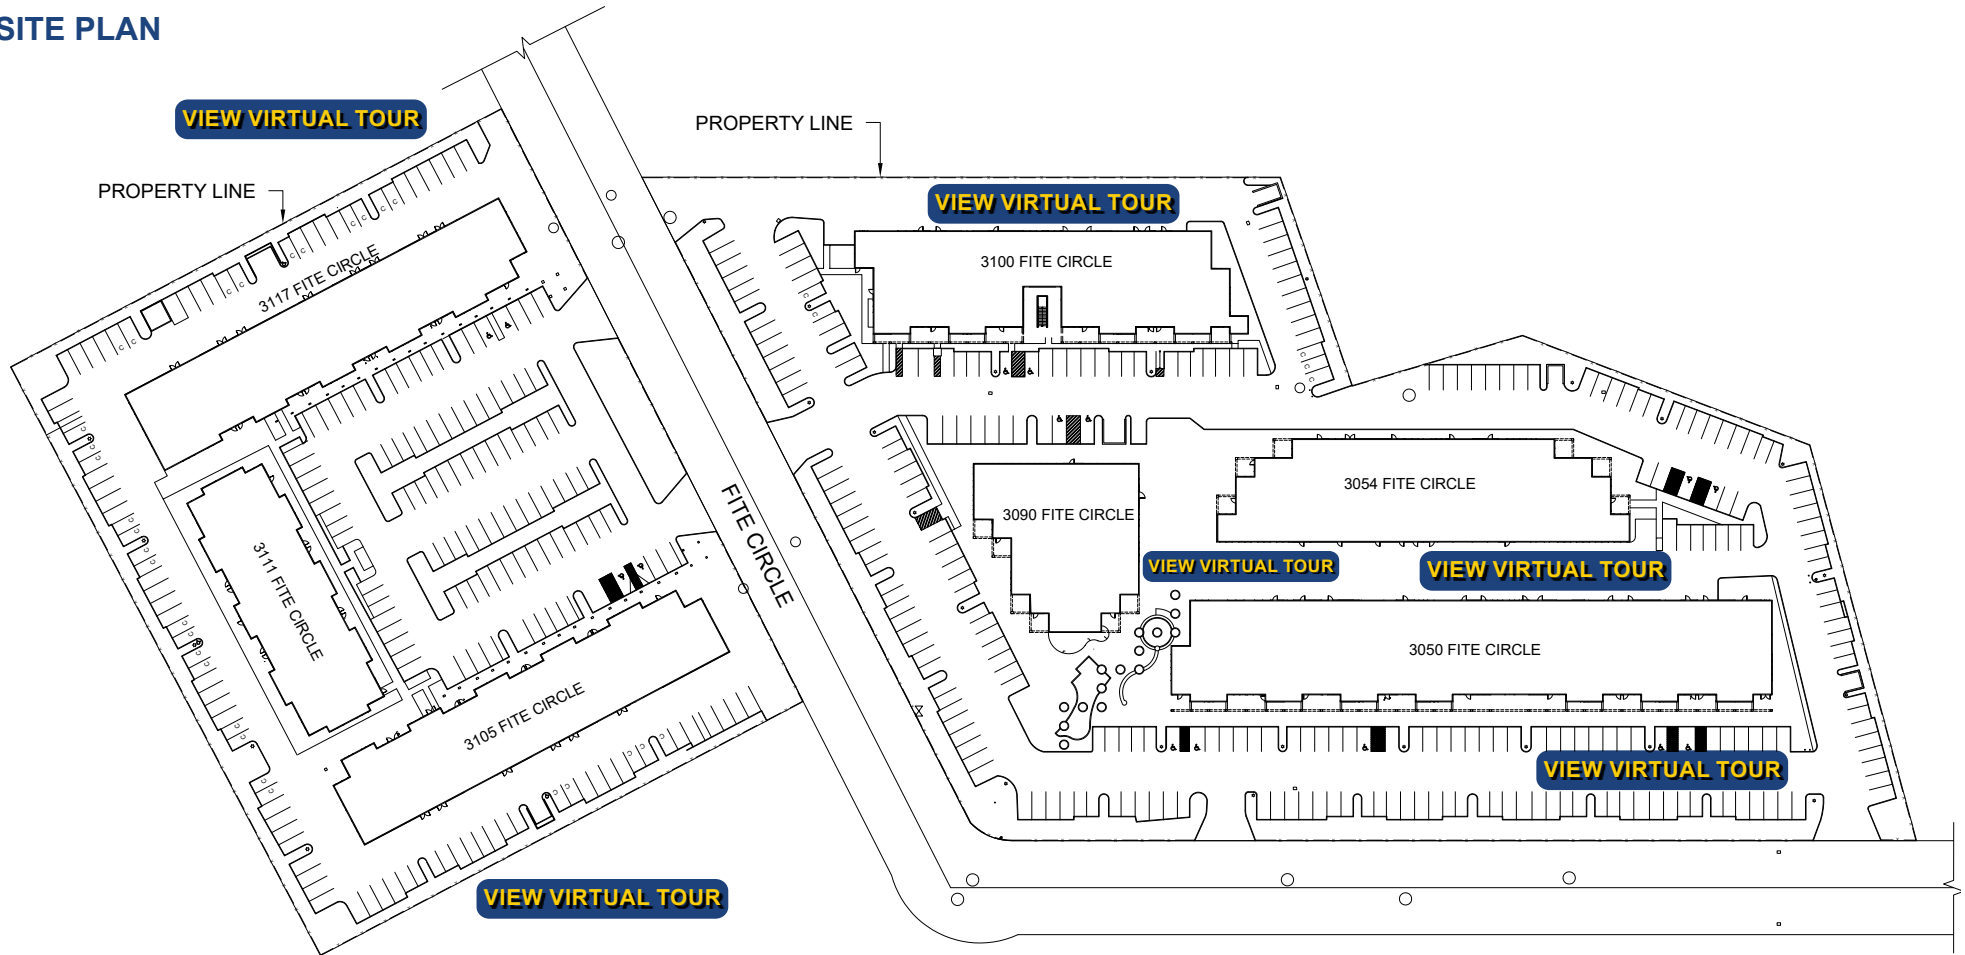 SITE PLAN
VIEW VIRTUAL TOUR
PROPERTY LINE
PROPERTY LINE
VIEW VIRTUAL TOUR
3117 FITE CIRCLE
3100 FITE CIRCLE
3054 FITE CIRCLE
3090 FITE CIRCLE
FITE CIRCLE
3111 FITE CIRCLE
VIEW VIRTUAL TOUR
VIEW VIRTUAL TOUR
3050 FITE CIRCLE
3105 FITE CIRCLE
VIEW VIRTUAL TOUR
VIEW VIRTUAL TOUR